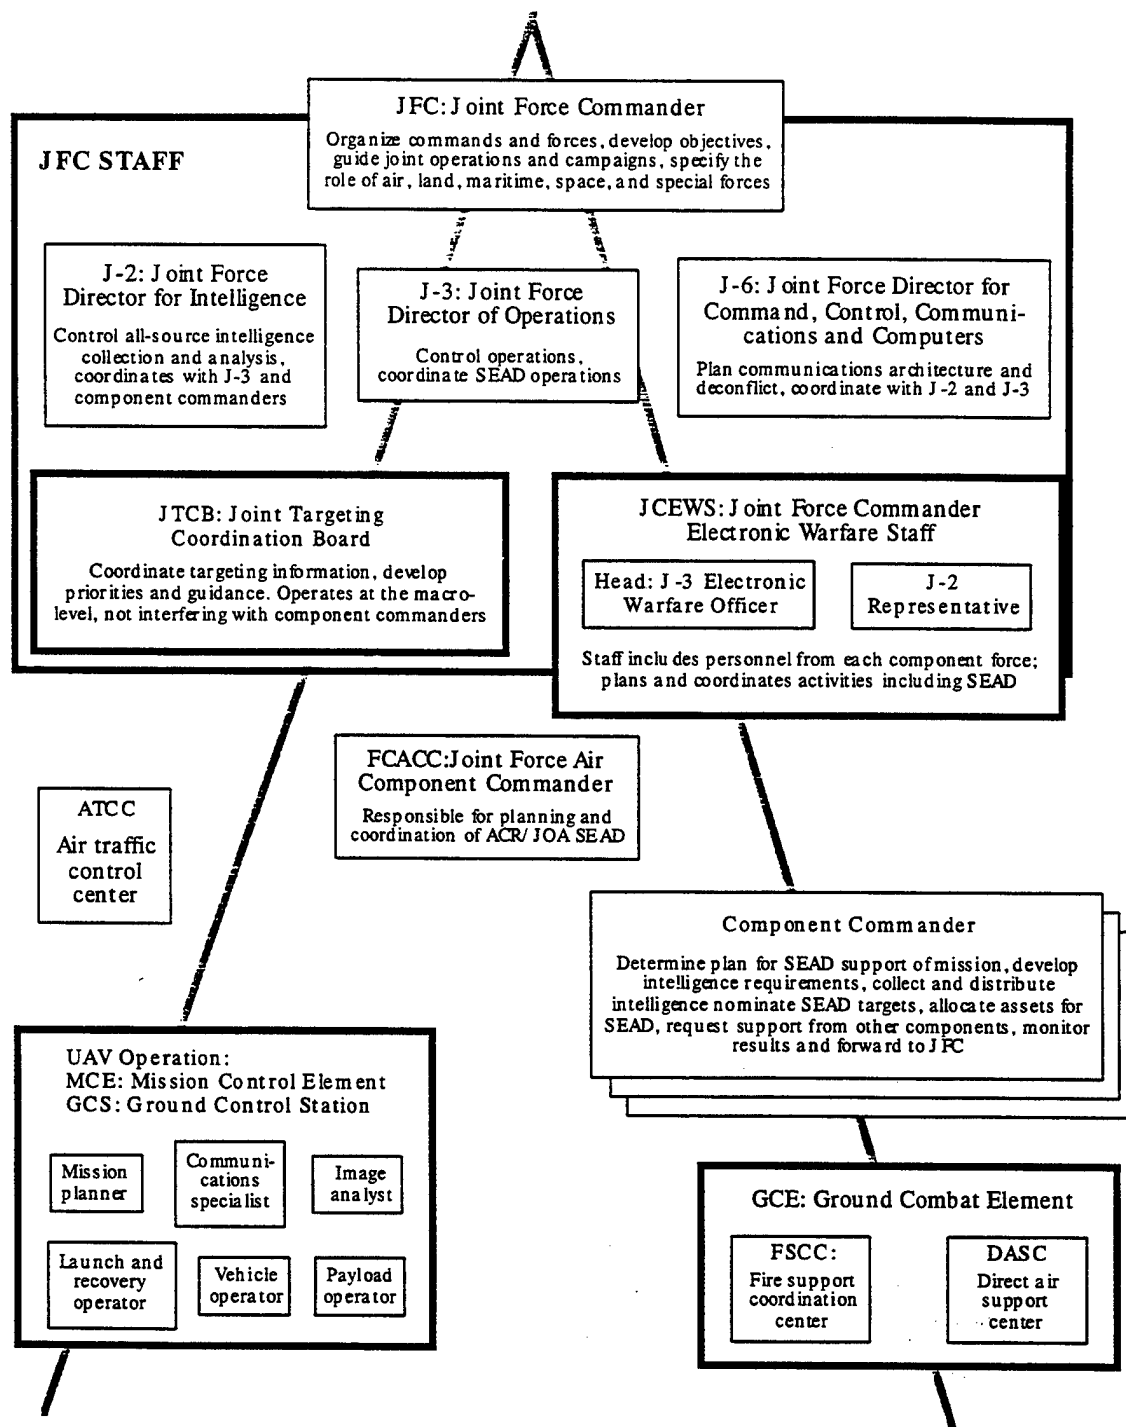 JFC: Joint Force Commander
Organize commands and forces, develop objectives,
guide joint operations and campaigns, specify the
role of air, land, maritime, space, and special forces
JFC STAFF
J-2: Joint Force
Director for Intelligence
Control all-source intelligence
collection and analysis,
coordinates with J-3 and
component commanders
J-3: Joint Force
Director of Operations
Control operations,
coordinate SEAD operations
J-6: Joint Force Director for
Command, Control, Communi-
cations and Computers
Plan communications architecture and
deconflict, coordinate with J-2 and J-3
JTCB: Joint Targeting
Coordination Board
Coordinate targeting information, develop
priorities and guidance. Operates at the macro-
level, not interfering with component commanders
JCEWS: Joint Force Commander
Electronic Warfare Staff
Head: J-3 Electronic
Warfare Officer
J-2
Representative
Staff includes personnel from each component force;
plans and coordinates activities including SEAD
FCACC:Joint Force Air
Component Commander
Responsible for planning and
coordination of ACR/ JOA SEAD
ATCC
Air traffic
control
center
Component Commander
Determine plan for SEAD support of mission, develop
intelligence requirements, collect and distribute
intelligence nominate SEAD targets, allocate assets for
SEAD, request support from other components, monitor
results and forward to JFC
UAV Operation:
MCE: Mission Control Element
GCS: Ground Control Station
Mission
planner
Communi-
cations
specialist
Image
analyst
Launch and
recovery
operator
Vehicle
operator
Payload
operator
GCE: Ground Combat Element
FSCC:
Fire support
coordination
center
DASC
Direct air
support
center